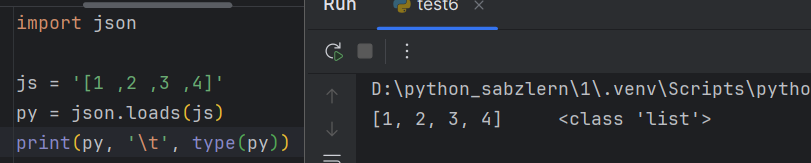 import json
js = '[1 ,2 ,3 ,4]'
py = json.loads(js)
print(py, '\t', type(py))
Run
test6
D:\python_sabzlern\1\.venv\Scripts\pytho
[1, 2, 3, 4]     <class 'list'>